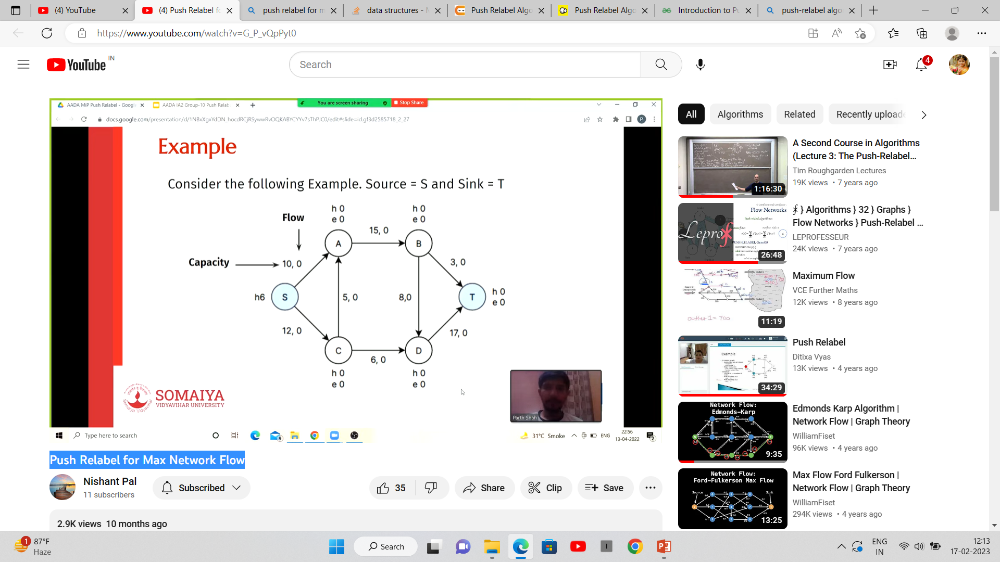 (4) YouTube
(4) Push Relabel fo
push relabel for m
data structures - M
Push Relabel Algo
Push Relabel Algo
Introduction to Pu
push-relabel algo
https://www.youtube.com/watch?v=G_P_vQpPyt0
YouTube IN
Search
4
AADA MiP Push Relabel - Google
AADA IA2 Group-10 Push Relab
You are screen sharing
Stop Share
docs.google.com/presentation/d/1NBxXgxYdDN_hocdRCjRSywwRvOQKABYCYYv7sThPJC0/edit#slide=id.gf3d2585718_2_27
P
Example
Consider the following Example. Source = S and Sink = T
Flow
Capacity
h 0
e 0
h 0
e 0
15, 0
A
B
10, 0
3, 0
h6
S
5, 0
8,0
T
h 0
e 0
12, 0
17, 0
C
6, 0
D
h 0
e 0
h 0
e 0
SOMAIYA
VIDYAVIHAR UNIVERSITY
Parth Shah
Type here to search
9
31°C Smoke
ENG
22:56
13-04-2022
2
Push Relabel for Max Network Flow
Nishant Pal
11 subscribers
Subscribed
35
Share
Clip
Save
2.9K views 10 months ago
All
Algorithms
Related
Recently uploade
A Second Course in Algorithms
(Lecture 3: The Push-Relabel...
Tim Roughgarden Lectures
19K views • 7 years ago
1:16:30
Flow Networks
Leprof
∮ } Algorithms } 32 } Graphs }
Flow Networks } Push-Relabel ...
LEPROFESSEUR
24K views • 7 years ago
26:48
Maximum Flow
VCE Further Maths
12K views • 8 years ago
outlet 1 = 700
11:19
Push Relabel
Ditixa Vyas
13K views • 4 years ago
Example
34:29
Network Flow:
Edmonds-Karp
Edmonds Karp Algorithm |
Network Flow | Graph Theory
WilliamFiset
96K views • 4 years ago
9:35
Network Flow:
Ford-Fulkerson Max Flow
Source
Sink
Max Flow Ford Fulkerson |
Network Flow | Graph Theory
WilliamFiset
294K views • 4 years ago
13:25
1
87°F
Haze
Search
ENG
IN
12:13
17-02-2023